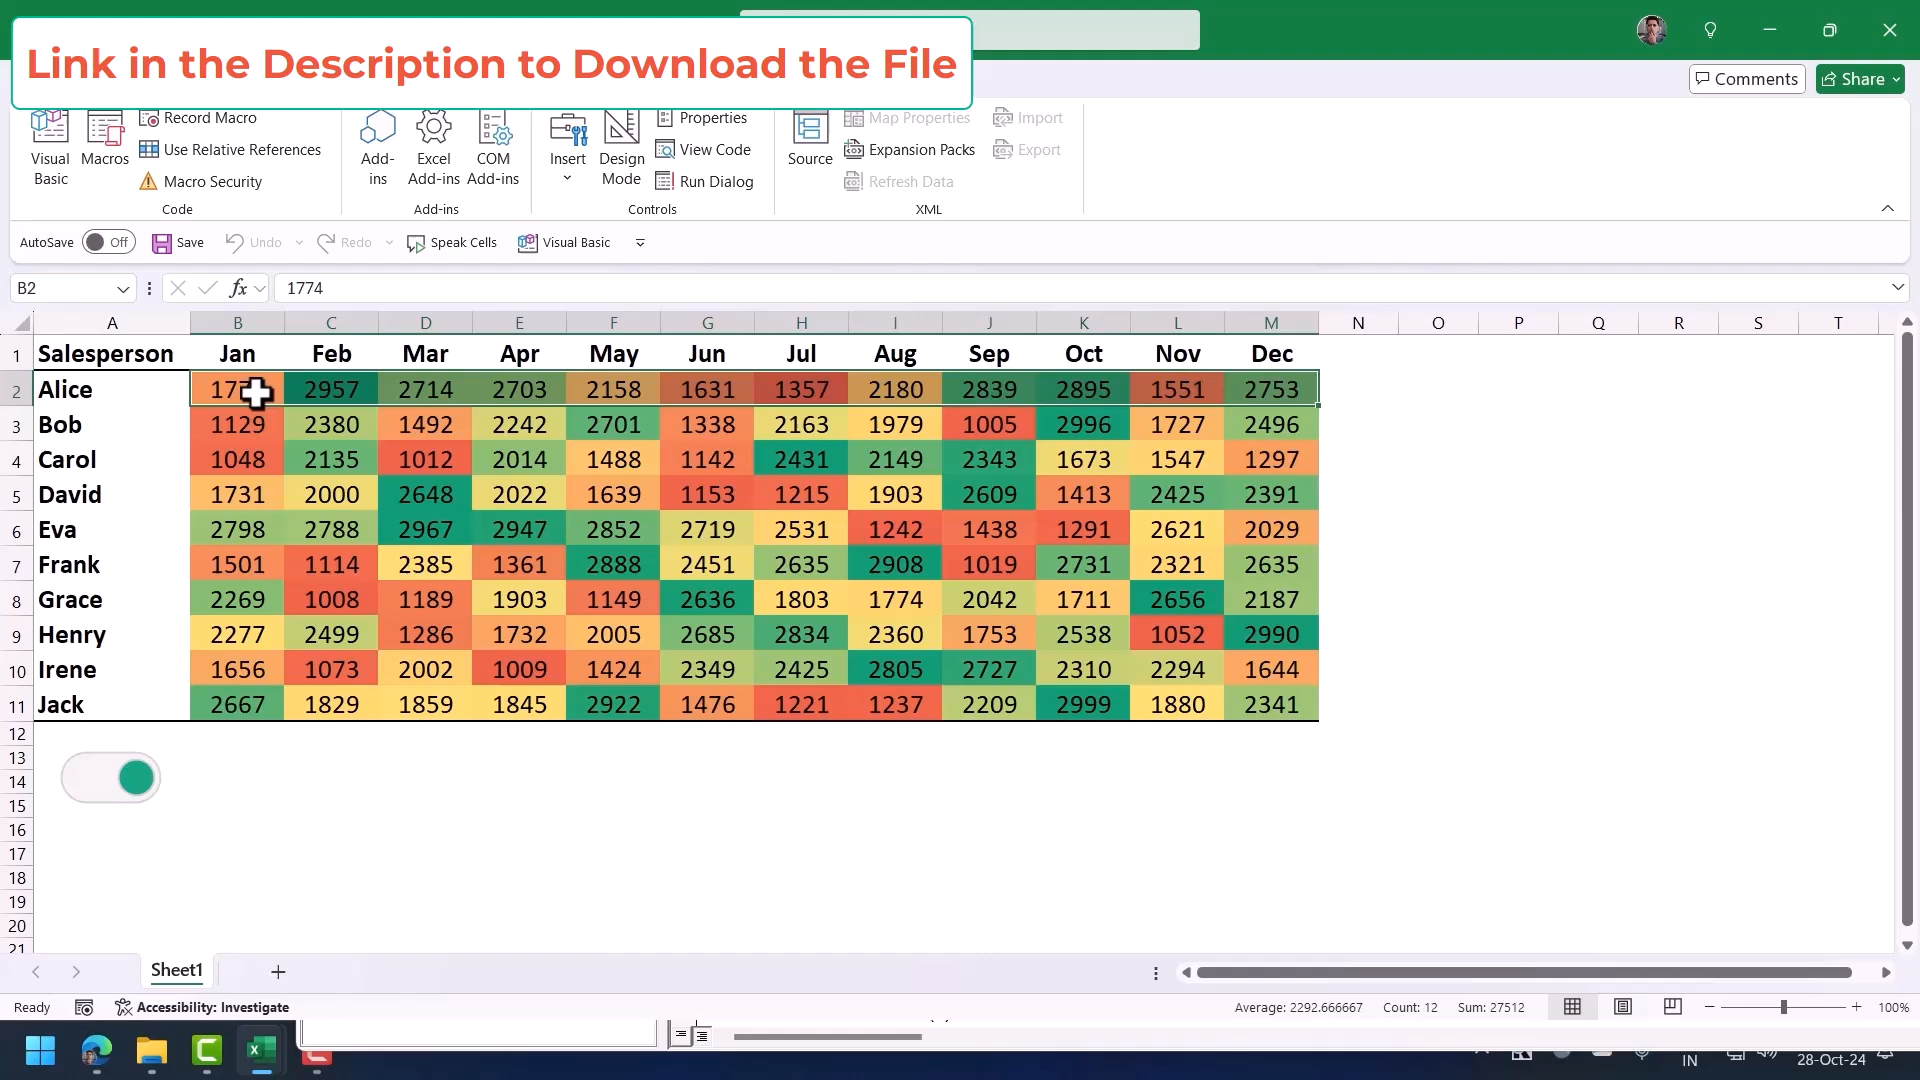 Link in the Description to Download the File
Comments
Share
Visual Basic
Macros
Record Macro
Use Relative References
Macro Security
Code
Add-ins
Excel Add-ins
COM Add-ins
Add-ins
Insert
Design Mode
Properties
View Code
Run Dialog
Controls
Source
Map Properties
Expansion Packs
Refresh Data
Import
Export
XML
AutoSave Off Save Undo Redo Speak Cells Visual Basic
B2 fx 1774
A B C D E F G H I J K L M N O P Q R S T
1 Salesperson Jan Feb Mar Apr May Jun Jul Aug Sep Oct Nov Dec
2 Alice 2957 2714 2703 2158 1631 1357 2180 2839 2895 1551 2753
3 Bob 1129 2380 1492 2242 2701 1338 2163 1979 1005 2996 1727 2496
4 Carol 1048 2135 1012 2014 1488 1142 2431 2149 2343 1673 1547 1297
5 David 1731 2000 2648 2022 1639 1153 1215 1903 2609 1413 2425 2391
6 Eva 2798 2788 2967 2947 2852 2719 2531 1242 1438 1291 2621 2029
7 Frank 1501 1114 2385 1361 2888 2451 2635 2908 1019 2731 2321 2635
8 Grace 2269 1008 1189 1903 1149 2636 1803 1774 2042 1711 2656 2187
9 Henry 2277 2499 1286 1732 2005 2685 2834 2360 1753 2538 1052 2990
10 Irene 1656 1073 2002 1009 1424 2349 2425 2805 2727 2310 2294 1644
11 Jack 2667 1829 1859 1845 2922 1476 1221 1237 2209 2999 1880 2341
12
13
14
15
16
17
18
19
20
21
Sheet1
Ready Accessibility: Investigate Average: 2292.666667 Count: 12 Sum: 27512 100%
IN 28-Oct-24